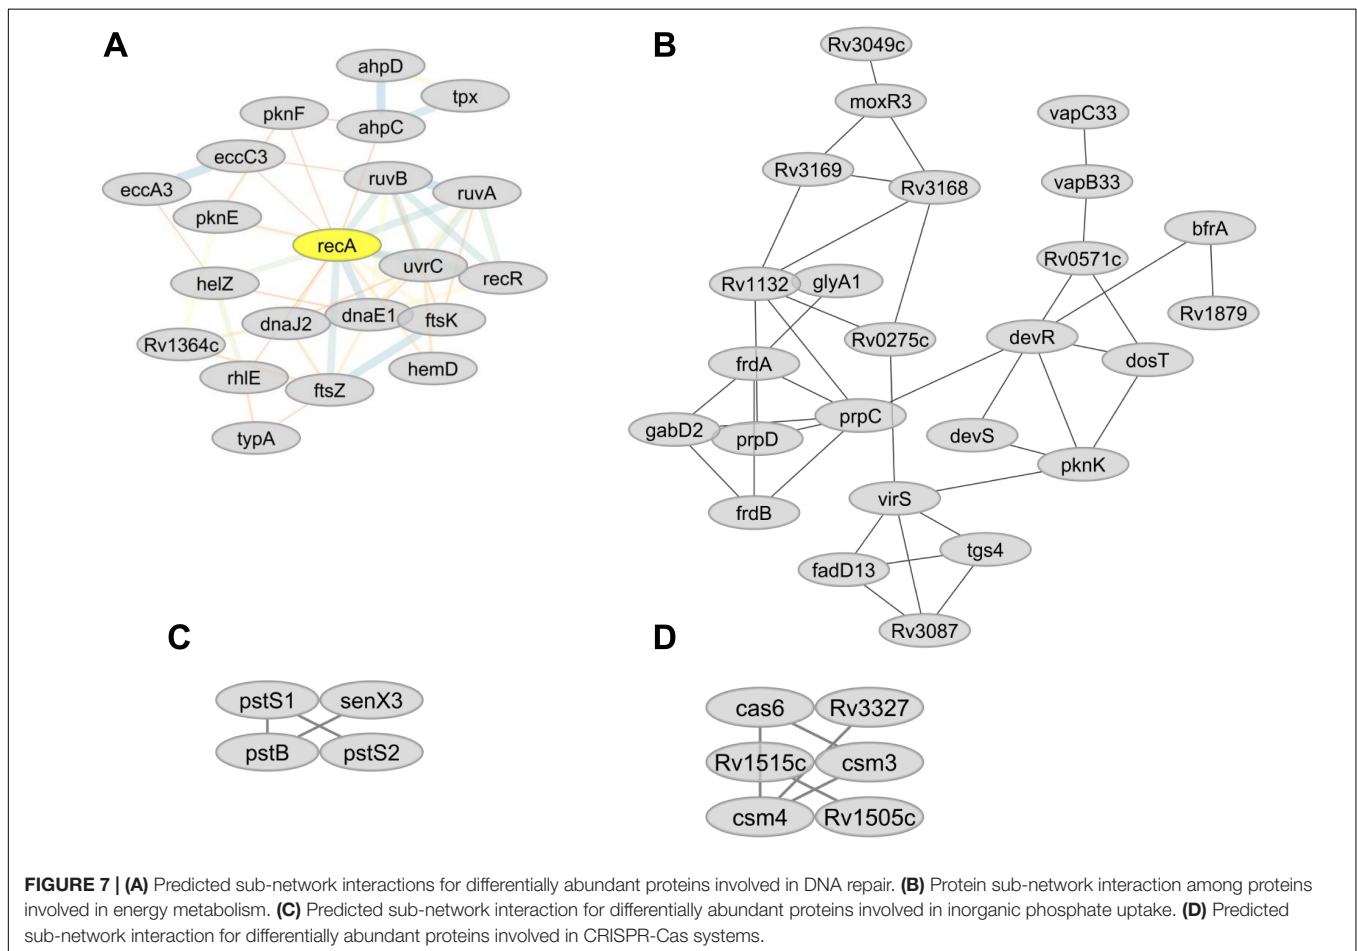 A
ahpD
tpx
pknF
ahpC
eccC3
eccA3
ruvB
ruvA
pknE
recA
uvrC
recR
helZ
dnaJ2
dnaE1
ftsK
Rv1364c
rhlE
ftsZ
hemD
typA
B
Rv3049c
moxR3
Rv3169
Rv3168
Rv1132
glyA1
Rv0275c
frdA
gabD2
prpD
prpC
frdB
vapC33
vapB33
Rv0571c
bfrA
Rv1879
devR
dosT
devS
pknK
virS
tgs4
fadD13
Rv3087
C
pstS1
senX3
pstB
pstS2
D
cas6
Rv3327
Rv1515c
csm3
csm4
Rv1505c
FIGURE 7 | (A) Predicted sub-network interactions for differentially abundant proteins involved in DNA repair. (B) Protein sub-network interaction among proteins
involved in energy metabolism. (C) Predicted sub-network interaction for differentially abundant proteins involved in inorganic phosphate uptake. (D) Predicted
sub-network interaction for differentially abundant proteins involved in CRISPR-Cas systems.